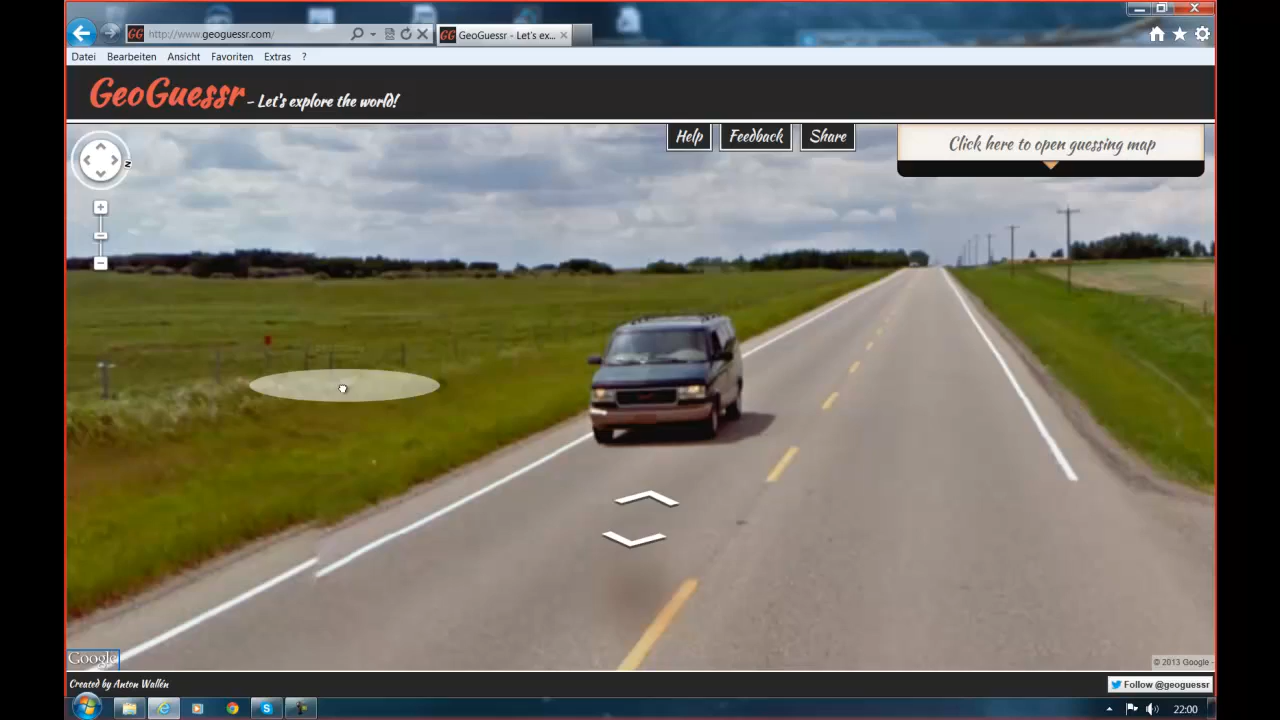 http://www.geoguessr.com/
GG GeoGuessr - Let's ex...
Datei Bearbeiten Ansicht Favoriten Extras ?
GeoGuessr - Let's explore the world!
Help Feedback Share
Click here to open guessing map
N
Google
© 2013 Google -
Created by Anton Wallén
Follow @geoguessr
22:00